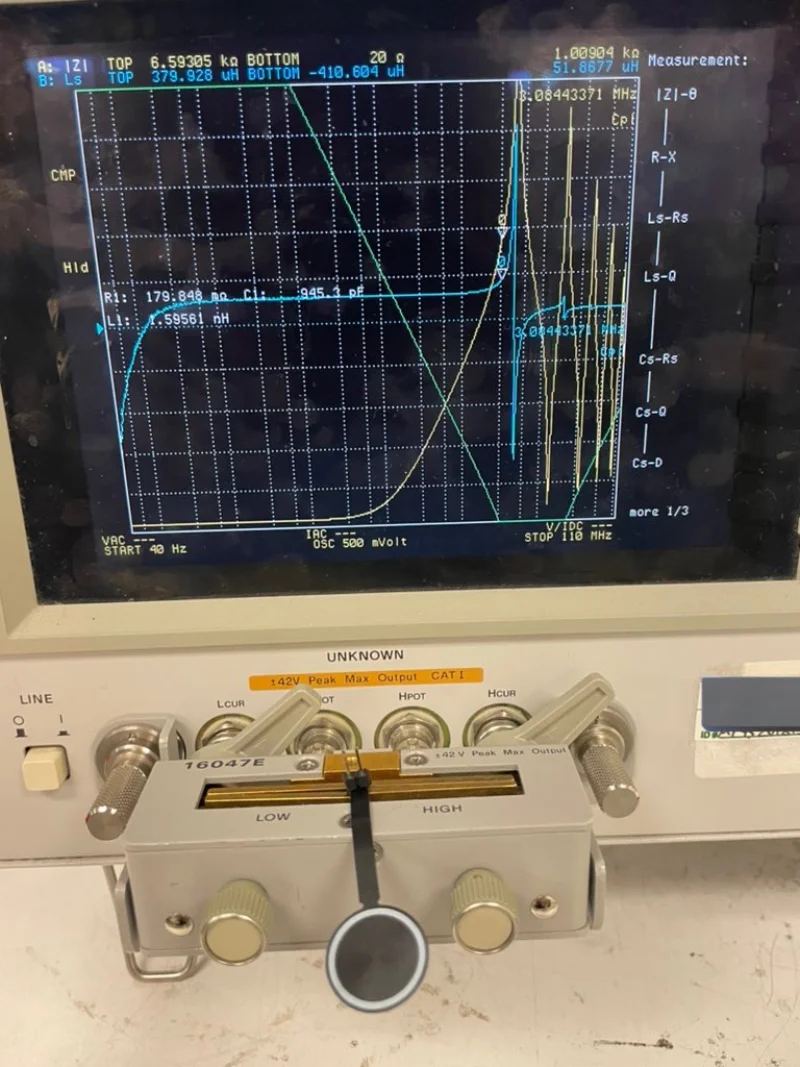 A: |Z| TOP 6.59305 kΩ BOTTOM 20 Ω 1.00904 kΩ
B: Ls TOP 379.928 uH BOTTOM -410.604 uH 51.8677 uH
Measurement:
3.08443371 MHz
|Z|-θ
CMP
R-X
Ls-Rs
Hld
Ls-Q
R1: 179.848 mΩ C1: 945.3 pF
L1: 1.59561 nH
3.08443371 MHz
Cs-Rs
Cs-Q
Cs-D
more 1/3
VAC --- IAC --- V/IDC ---
START 40 Hz OSC 500 mVolt STOP 110 MHz
UNKNOWN
±42V Peak Max Output CAT I
LINE
LCUR HPOT HCUR
O I
16047E
±42V Peak Max Output
LOW HIGH